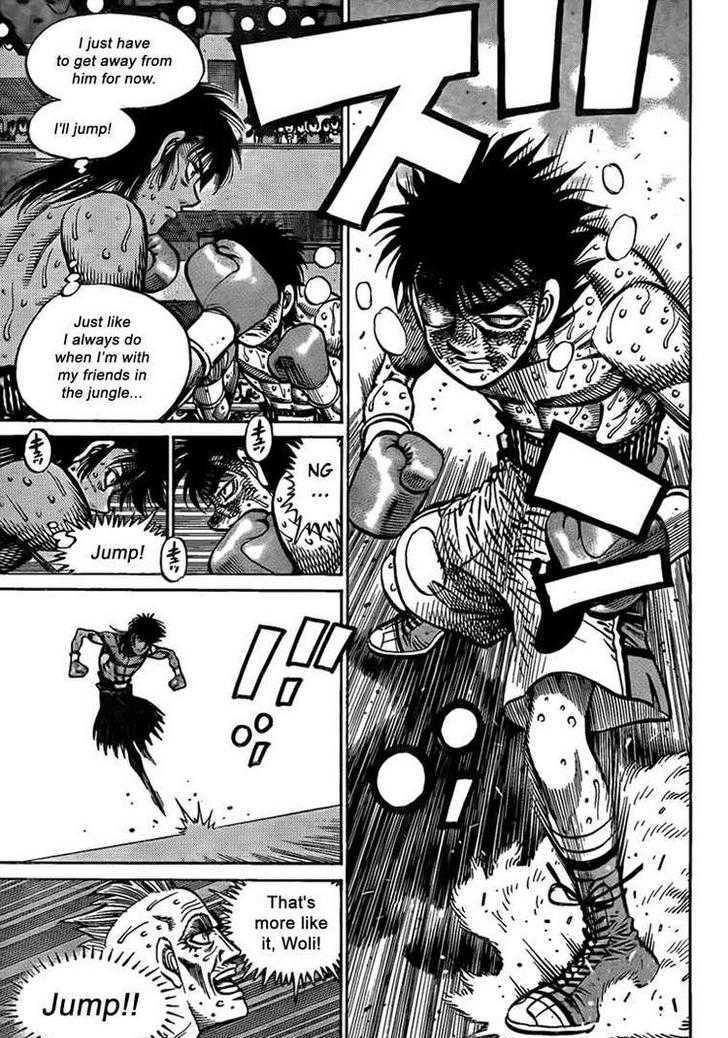 ズ
I just have
to get away from
him for now.
I'll jump!
Just like
I always do
when I'm with
my friends in
the jungle...
NG
...
Jump!
That's
more like
it, Woli!
Jump!!